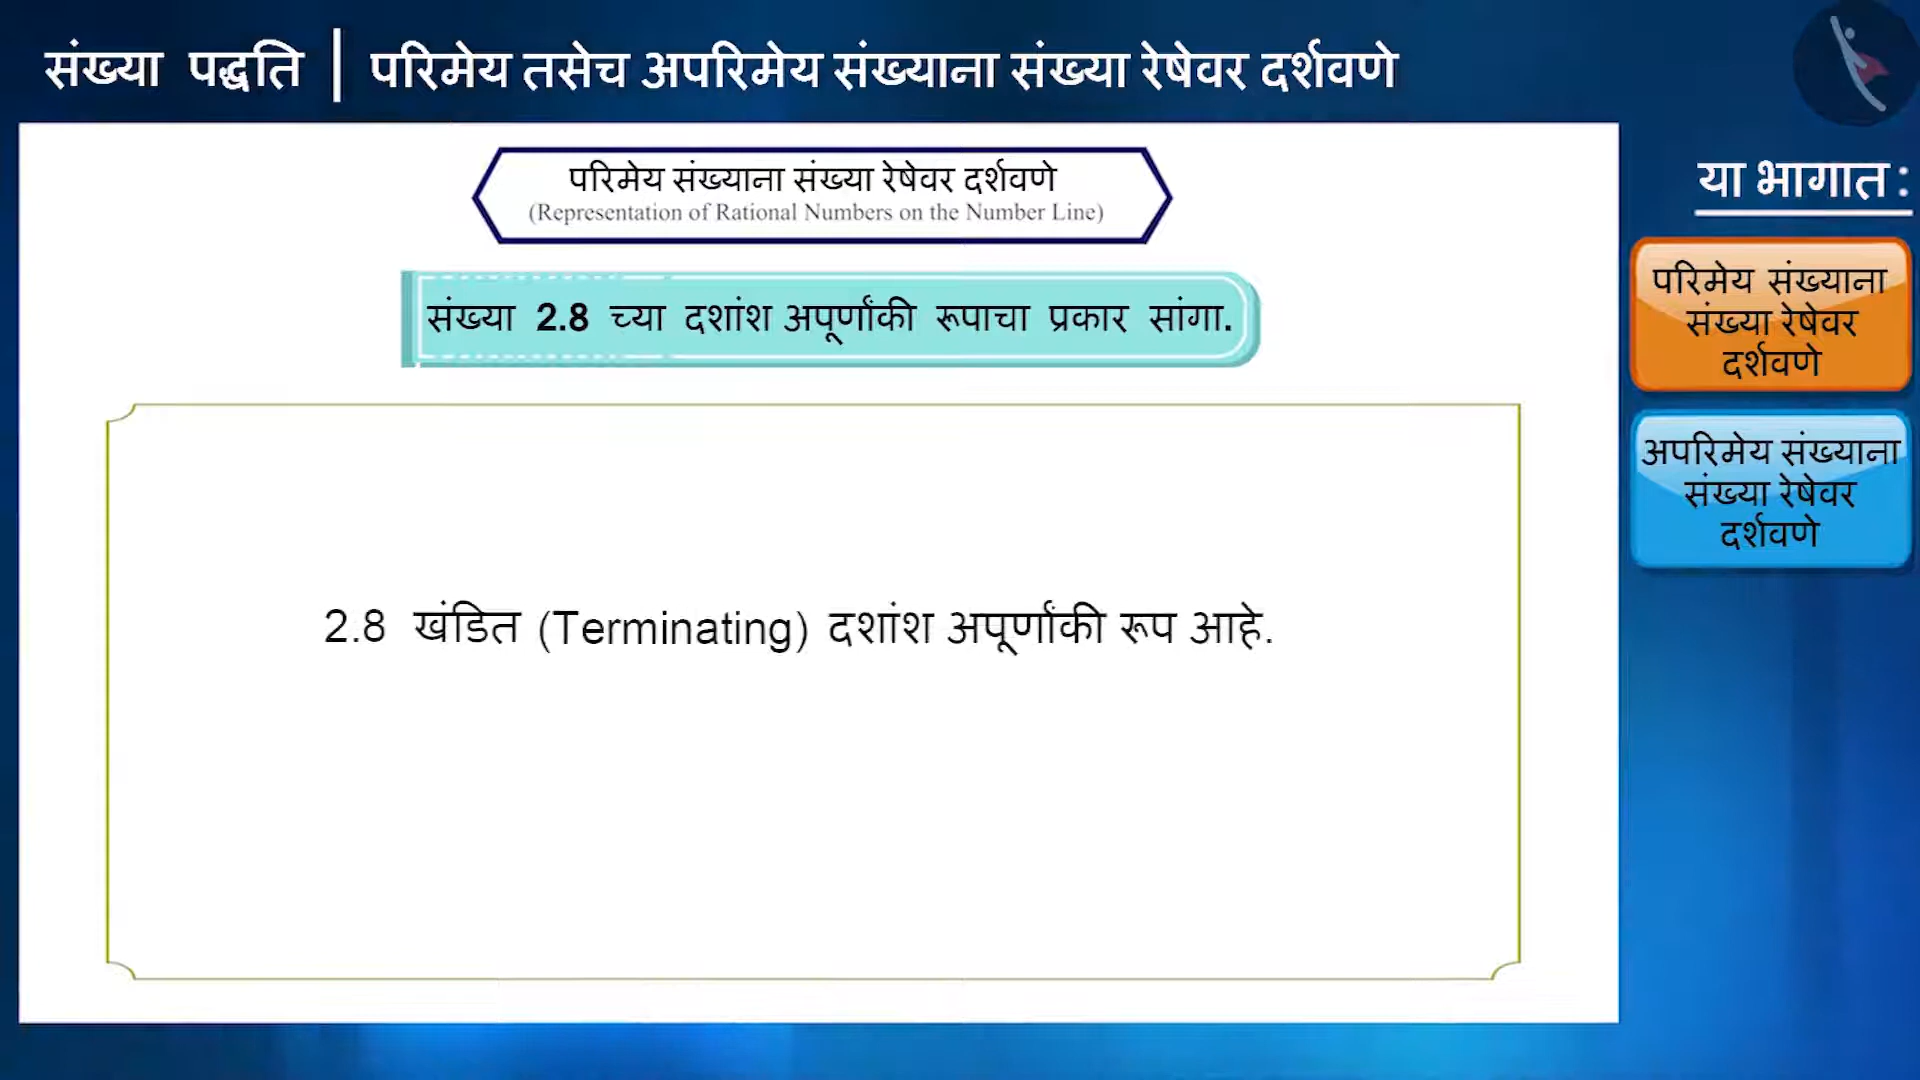 संख्या पद्धति | परिमेय तसेच अपरिमेय संख्याना संख्या रेषेवर दर्शवणे
परिमेय संख्याना संख्या रेषेवर दर्शवणे
(Representation of Rational Numbers on the Number Line)
संख्या 2.8 च्या दशांश अपूर्णांकी रूपाचा प्रकार सांगा.
2.8 खंडित (Terminating) दशांश अपूर्णांकी रूप आहे.
या भागात :
परिमेय संख्याना
संख्या रेषेवर
दर्शवणे
अपरिमेय संख्याना
संख्या रेषेवर
दर्शवणे